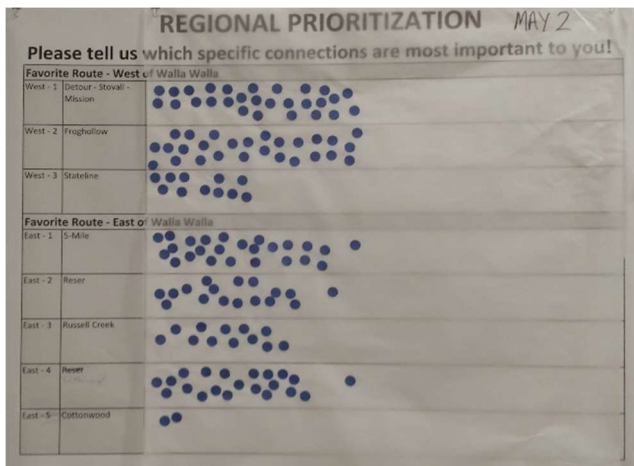 REGIONAL PRIORITIZATION MAY 2
Please tell us which specific connections are most important to you!
Favorite Route - West of Walla Walla
West - 1 Detour - Stovall -
Mission
West - 2 Froghollow
West - 3 Stateline
Favorite Route - East of Walla Walla
East - 1 5-Mile
East - 2 Reser
East - 3 Russell Creek
East - 4 Reser
East - 5 Cottonwood